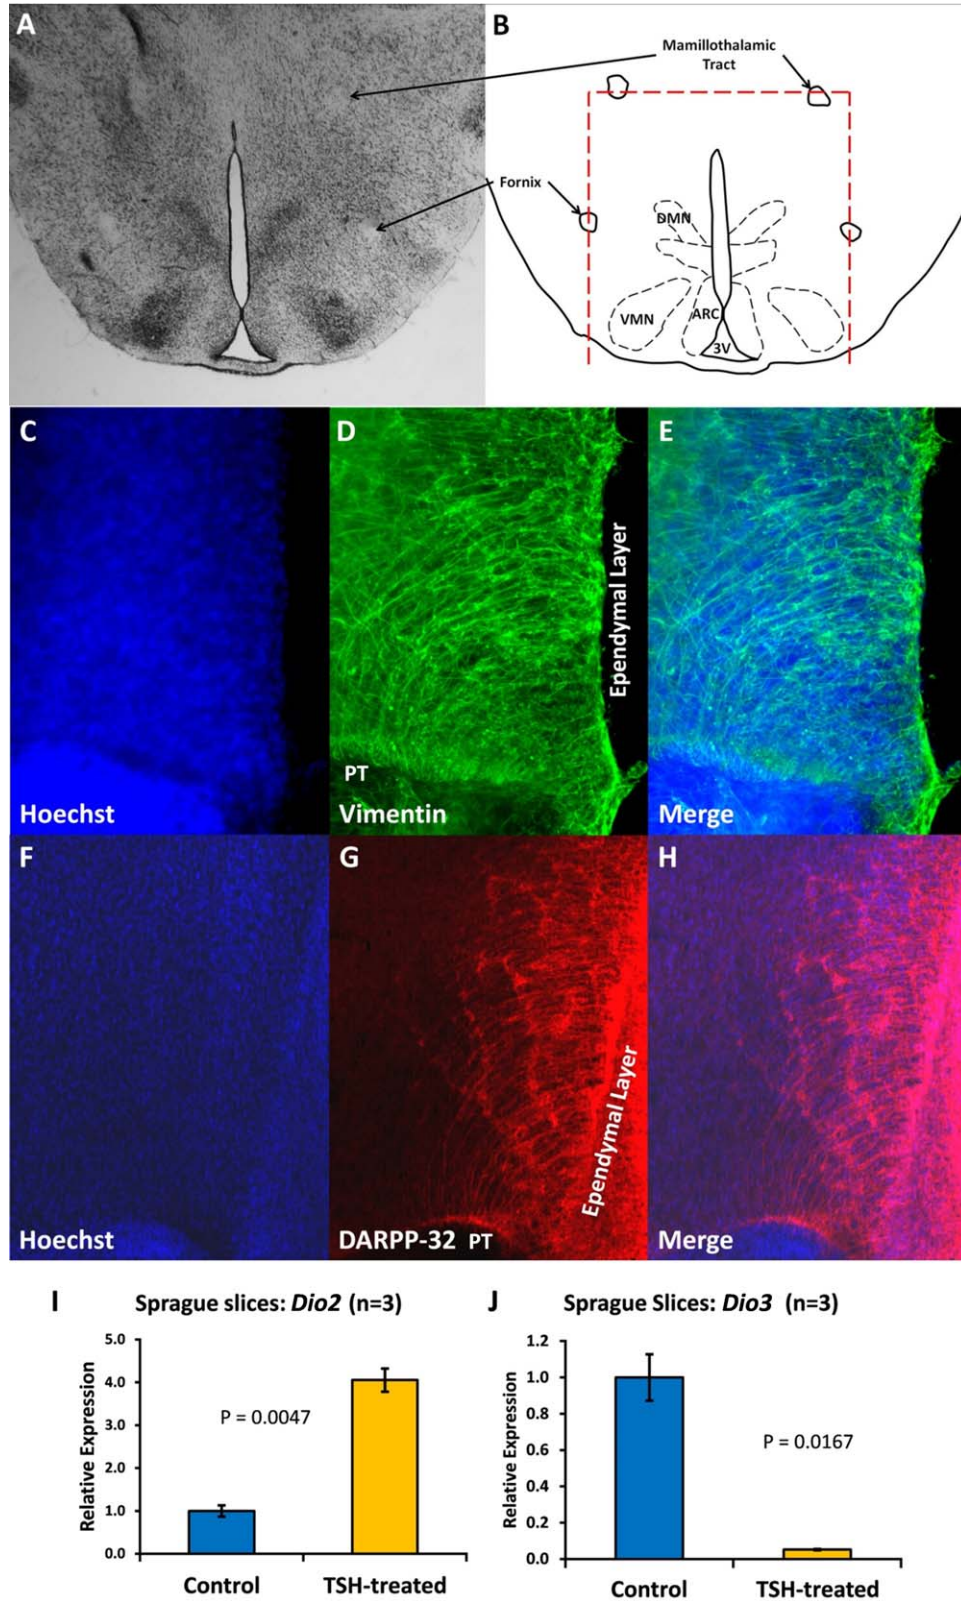 A
B
Mamillothalamic
Tract
Fornix
DMN
VMN
ARC
3V
C
D
E
Ependymal Layer
PT
Hoechst
Vimentin
Merge
F
G
H
Ependymal Layer
Hoechst
DARPP-32 PT
Merge
I
Sprague slices: Dio2 (n=3)
Relative Expression
5.0
4.0
3.0
2.0
1.0
0.0
P = 0.0047
Control
TSH-treated
J
Sprague Slices: Dio3 (n=3)
Relative Expression
1.2
1.0
0.8
0.6
0.4
0.2
0.0
P = 0.0167
Control
TSH-treated